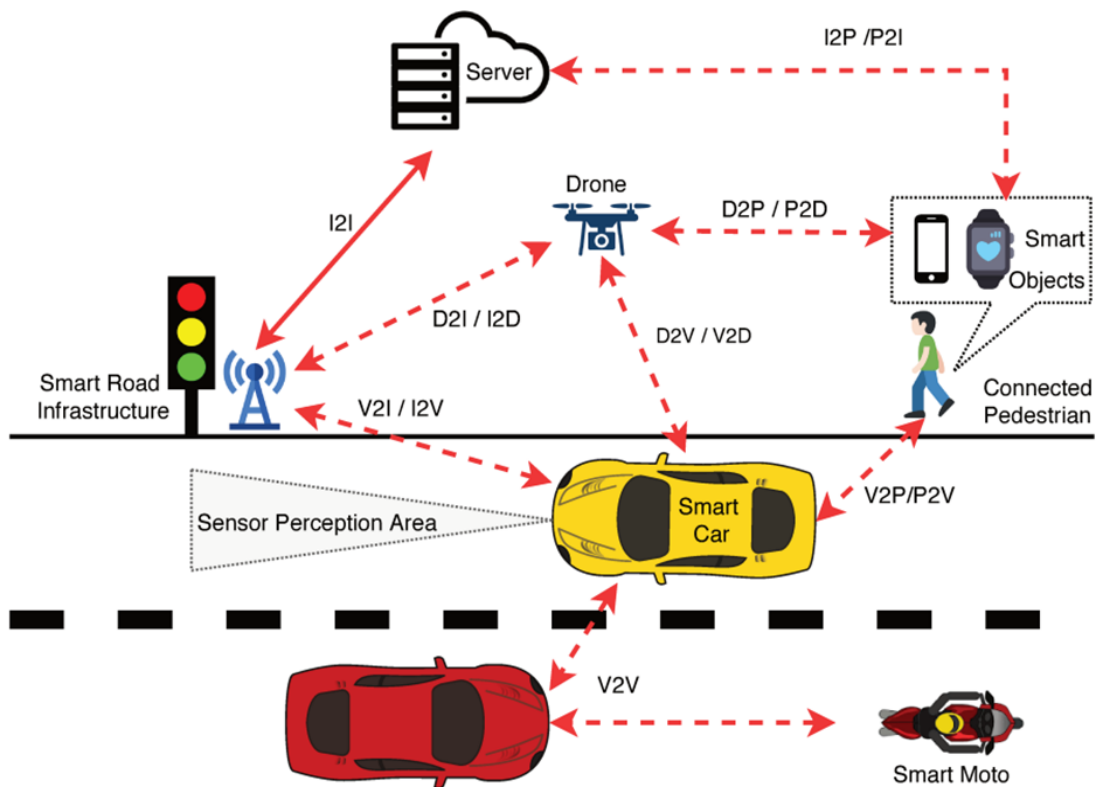 I2P /P2I
Server
Drone
D2P / P2D
I2I
Smart
Objects
D2I / I2D
D2V / V2D
Smart Road
Infrastructure
V2I / I2V
Connected
Pedestrian
V2P/P2V
Sensor Perception Area
Smart
Car
V2V
Smart Moto